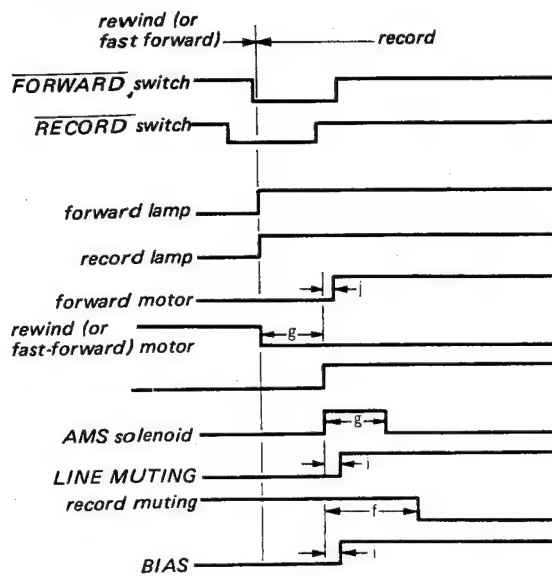 rewind (or
fast forward)
record
FORWARD switch
RECORD switch
forward lamp
record lamp
forward motor
j
rewind (or
fast-forward) motor
g
AMS solenoid
g
LINE MUTING
i
record muting
f
BIAS
i